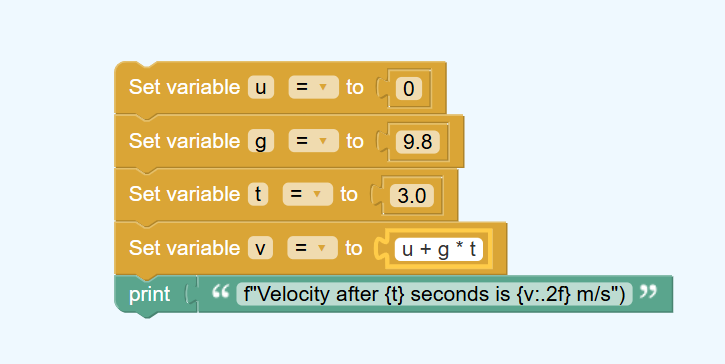 Set variable u = to 0
Set variable g = to 9.8
Set variable t = to 3.0
Set variable v = to u + g * t
print “ f"Velocity after {t} seconds is {v:.2f} m/s") ”